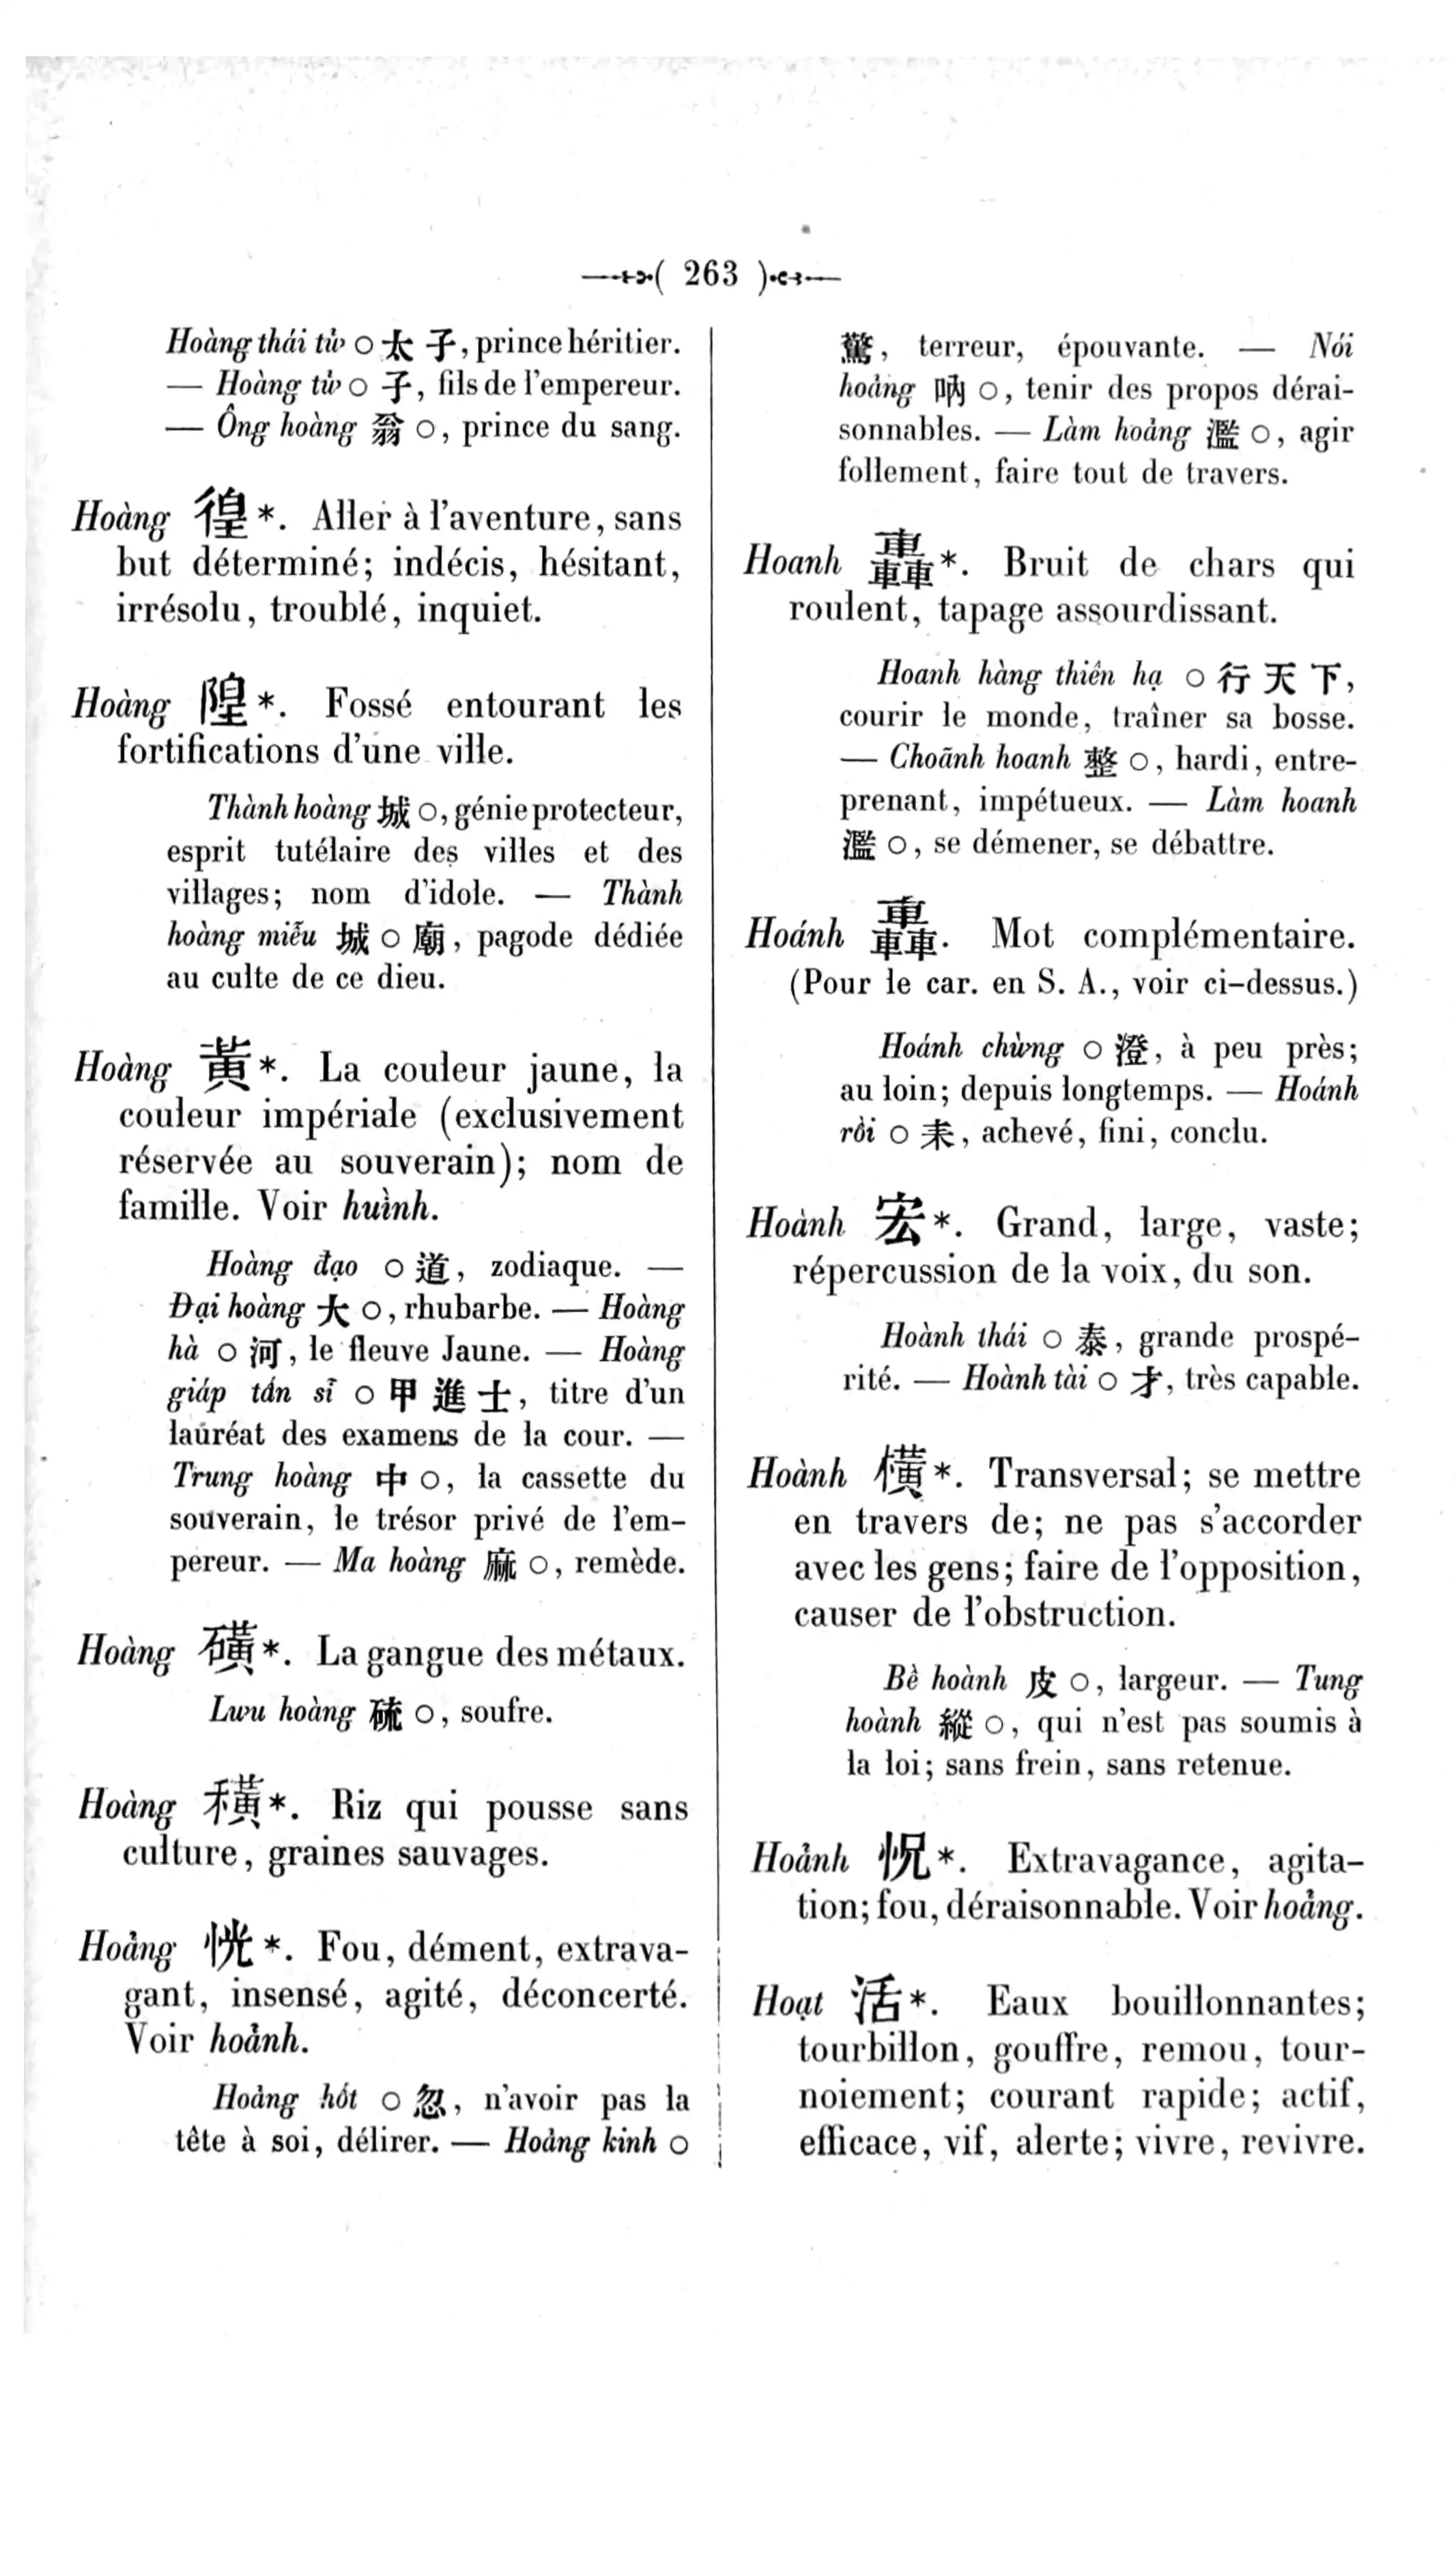 ( 263 )
Hoàng thái tử ○ 太 子, prince héritier.
— Hoàng tử ○ 子, fils de l'empereur.
— Ông hoàng 翁 ○, prince du sang.
Hoàng 徨 *. Aller à l'aventure, sans
but déterminé; indécis, hésitant,
irrésolu, troublé, inquiet.
Hoàng 隍 *. Fossé entourant les
fortifications d'une ville.
Thành hoàng 城 ○, génie protecteur,
esprit tutélaire des villes et des
villages; nom d'idole. — Thành
hoàng miễu 城 ○ 廟, pagode dédiée
au culte de ce dieu.
Hoàng 黃 *. La couleur jaune, la
couleur impériale (exclusivement
réservée au souverain); nom de
famille. Voir huình.
Hoàng đạo ○ 道, zodiaque. —
Đại hoàng 大 ○, rhubarbe. — Hoàng
hà ○ 河, le fleuve Jaune. — Hoàng
giáp tấn sĩ ○ 甲 進 士, titre d'un
lauréat des examens de la cour. —
Trung hoàng 中 ○, la cassette du
souverain, le trésor privé de l'em-
pereur. — Ma hoàng 麻 ○, remède.
Hoàng 磺 *. La gangue des métaux.
Lưu hoàng 硫 ○, soufre.
Hoàng 穔 *. Riz qui pousse sans
culture, graines sauvages.
Hoảng 恍 *. Fou, dément, extrava-
gant, insensé, agité, déconcerté.
Voir hoảnh.
Hoảng hốt ○ 忽, n'avoir pas la
tête à soi, délirer. — Hoảng kinh ○
驚, terreur, épouvante. — Nói
hoảng 吶 ○, tenir des propos dérai-
sonnables. — Làm hoảng 濫 ○, agir
follement, faire tout de travers.
Hoanh 轟 *. Bruit de chars qui
roulent, tapage assourdissant.
Hoanh hàng thiên hạ ○ 行 天 下,
courir le monde, traîner sa bosse.
— Choãnh hoanh 整 ○, hardi, entre-
prenant, impétueux. — Làm hoanh
濫 ○, se démener, se débattre.
Hoánh 轟. Mot complémentaire.
(Pour le car. en S. A., voir ci-dessus.)
Hoánh chừng ○ 澄, à peu près;
au loin; depuis longtemps. — Hoánh
rồi ○ 耒, achevé, fini, conclu.
Hoành 宏 *. Grand, large, vaste;
répercussion de la voix, du son.
Hoành thái ○ 泰, grande prospé-
rité. — Hoành tài ○ 才, très capable.
Hoành 橫 *. Transversal; se mettre
en travers de; ne pas s'accorder
avec les gens; faire de l'opposition,
causer de l'obstruction.
Bề hoành 皮 ○, largeur. — Tung
hoành 縱 ○, qui n'est pas soumis à
la loi; sans frein, sans retenue.
Hoảnh 怳 *. Extravagance, agita-
tion; fou, déraisonnable. Voir hoảng.
Hoạt 活 *. Eaux bouillonnantes;
tourbillon, gouffre, remou, tour-
noiement; courant rapide; actif,
efficace, vif, alerte; vivre, revivre.